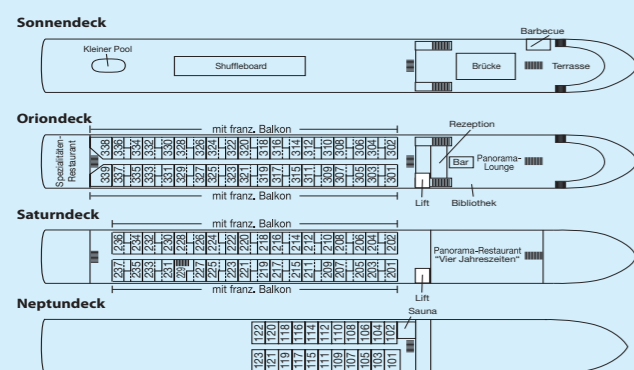 Sonnendeck
Barbecue
Kleiner Pool
Shuffleboard
Brücke
Terrasse
Oriondeck
mit franz. Balkon
Rezeption
Spezialitäten-
Restaurant
338 336 334 332 330 328 326 324 322 320 318 316 314 312 310 308 306 304 302
339 337 335 333 331 329 327 325 323 321 319 317 315 311 309 307 305 303 301
Bar
Panorama-
Lounge
mit franz. Balkon
Lift
Bibliothek
Saturndeck
mit franz. Balkon
236 234 232 230 228 226 224 222 220 218 216 214 212 210 208 206 204 202
237 235 233 231 229 227 225 223 221 219 217 215 211 209 207 205 203 201
Panorama-Restaurant
"Vier Jahreszeiten"
mit franz. Balkon
Lift
Neptundeck
Sauna
122 120 118 116 114 112 110 108 106 104 102
123 121 119 117 115 111 109 107 105 103 101